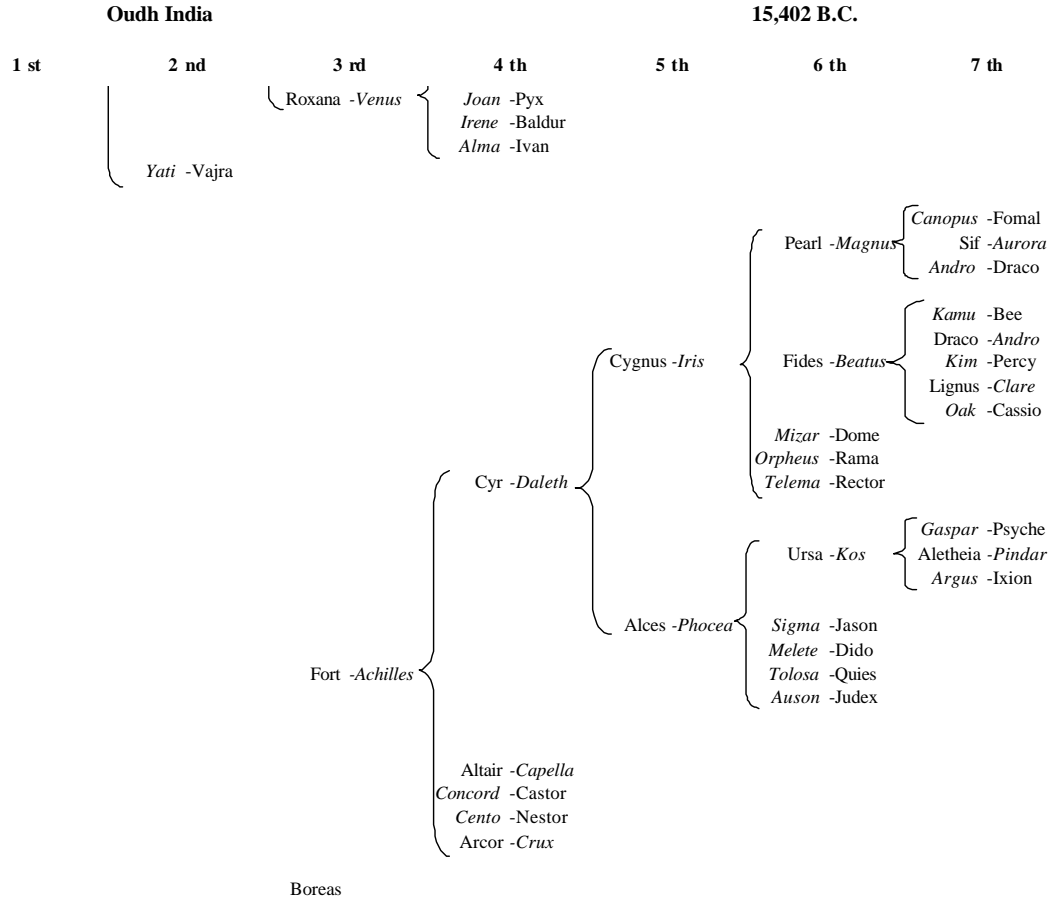 Oudh India 15,402 B.C.
1 st 2 nd 3 rd 4 th 5 th 6 th 7 th
Roxana -Venus Joan -Pyx
Irene -Baldur
Alma -Ivan
Yati -Vajra
Canopus -Fomal
Pearl -Magnus Sif -Aurora
Andro -Draco
Kamu -Bee
Draco -Andro
Cygnus -Iris Fides -Beatus Kim -Percy
Lignus -Clare
Oak -Cassio
Mizar -Dome
Orpheus -Rama
Cyr -Daleth Telema -Rector
Gaspar -Psyche
Ursa -Kos Aletheia -Pindar
Argus -Ixion
Alces -Phocea Sigma -Jason
Melete -Dido
Fort -Achilles Tolosa -Quies
Auson -Judex
Altair -Capella
Concord -Castor
Cento -Nestor
Arcor -Crux
Boreas